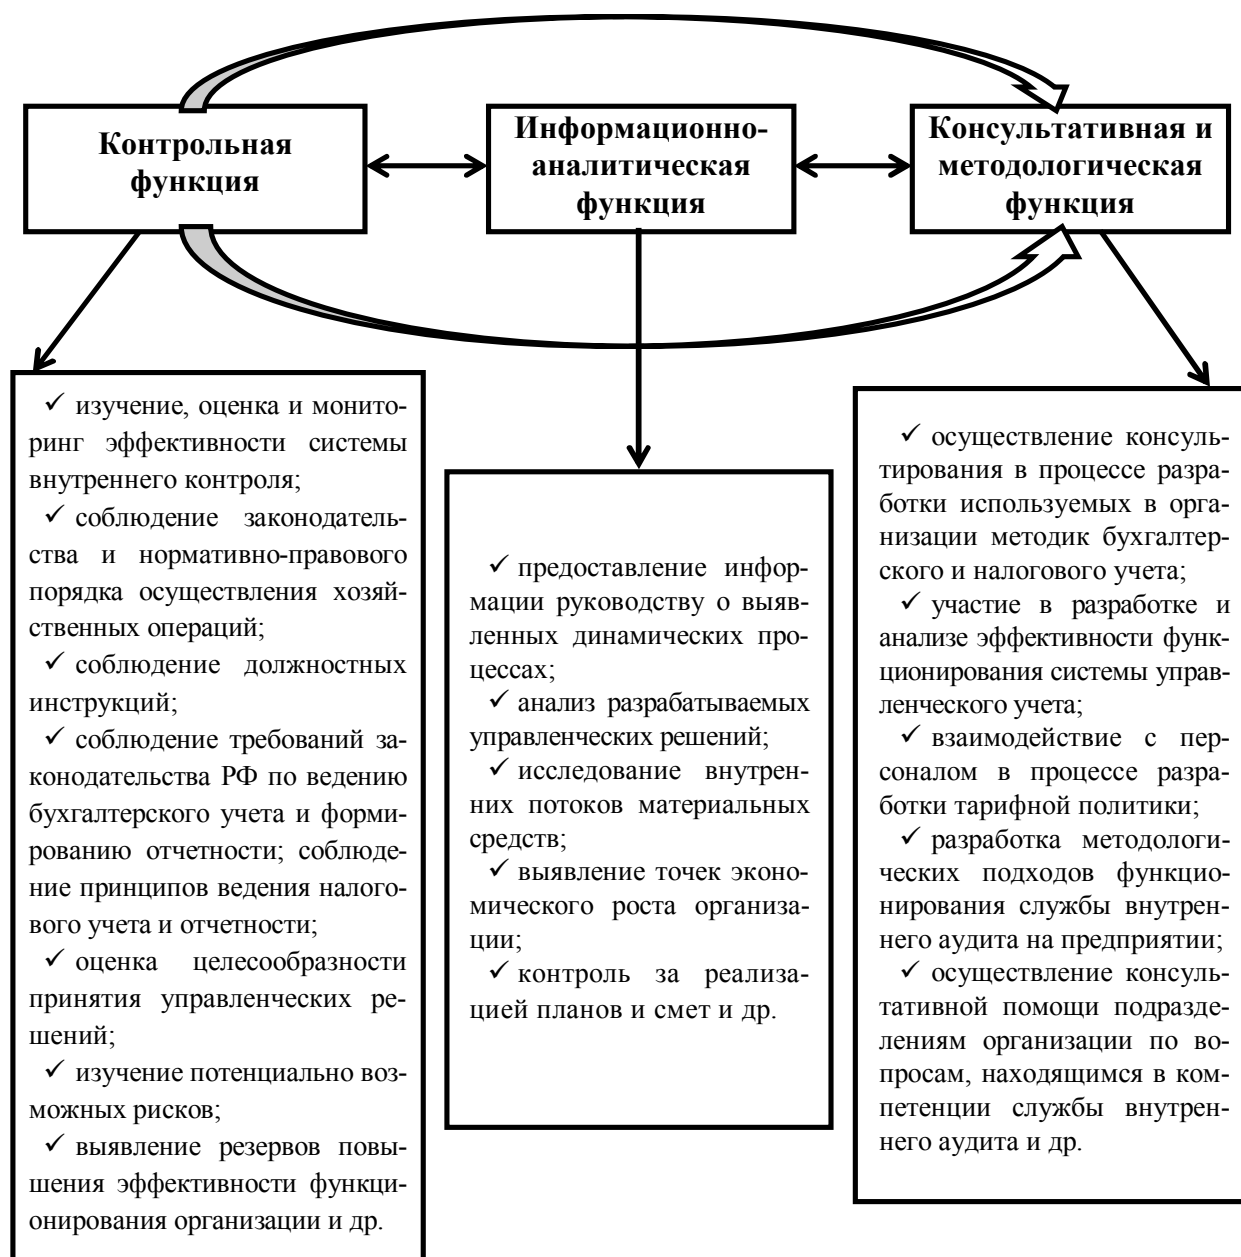 Контрольная
функция
Информационно-
аналитическая
функция
Консультативная и
методологическая
функция
✓ изучение, оценка и монито-
ринг эффективности системы
внутреннего контроля;
✓ соблюдение законодатель-
ства и нормативно-правового
порядка осуществления хозяй-
ственных операций;
✓ соблюдение должностных
инструкций;
✓ соблюдение требований за-
конодательства РФ по ведению
бухгалтерского учета и форми-
рованию отчетности; соблюде-
ние принципов ведения налого-
вого учета и отчетности;
✓ оценка целесообразности
принятия управленческих ре-
шений;
✓ изучение потенциально воз-
можных рисков;
✓ выявление резервов повы-
шения эффективности функци-
онирования организации и др.
✓ предоставление инфор-
мации руководству о выяв-
ленных динамических про-
цессах;
✓ анализ разрабатываемых
управленческих решений;
✓ исследование внутрен-
них потоков материальных
средств;
✓ выявление точек эконо-
мического роста организа-
ции;
✓ контроль за реализа-
цией планов и смет и др.
✓ осуществление консуль-
тирования в процессе разра-
ботки используемых в орга-
низации методик бухгалтер-
ского и налогового учета;
✓ участие в разработке и
анализе эффективности функ-
ционирования системы управ-
ленческого учета;
✓ взаимодействие с пер-
соналом в процессе разра-
ботки тарифной политики;
✓ разработка методологи-
ческих подходов функцио-
нирования службы внутрен-
него аудита на предприятии;
✓ осуществление консуль-
тативной помощи подразде-
лениям организации по во-
просам, находящимся в ком-
петенции службы внутрен-
него аудита и др.